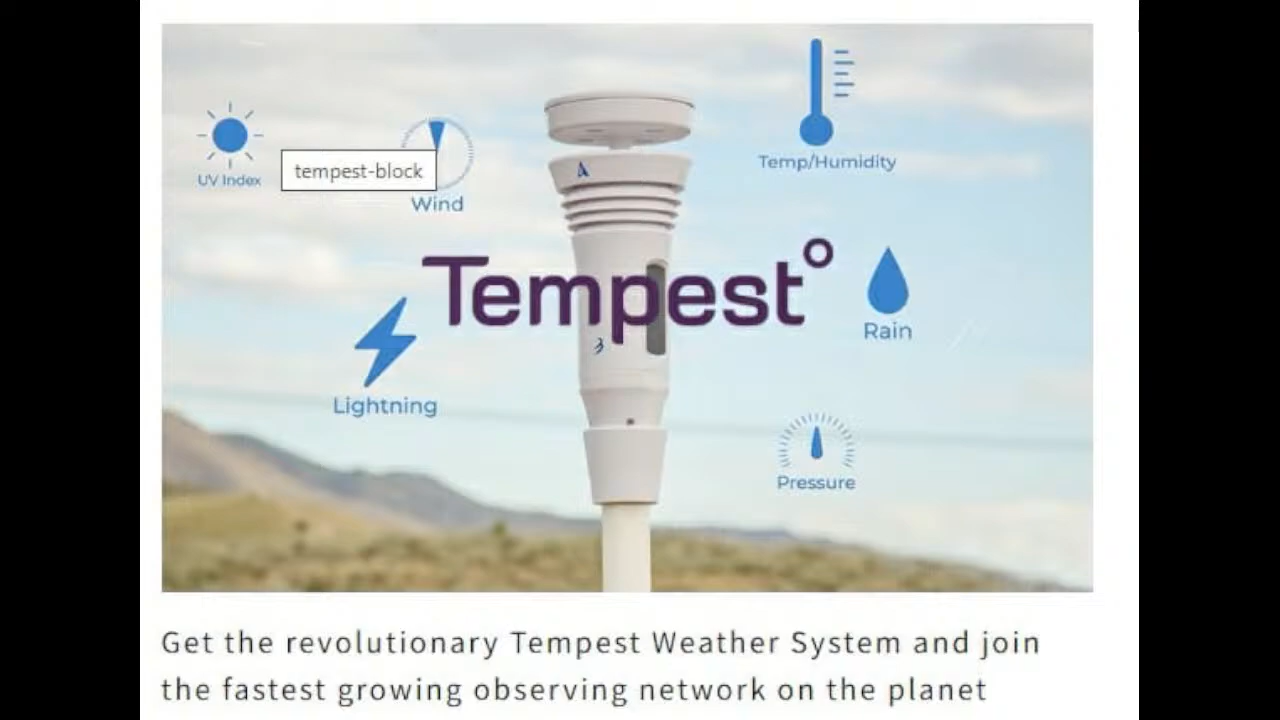 Temp/Humidity
UV Index
tempest-block
Wind
Tempest°
Rain
Lightning
Pressure
Get the revolutionary Tempest Weather System and join
the fastest growing observing network on the planet